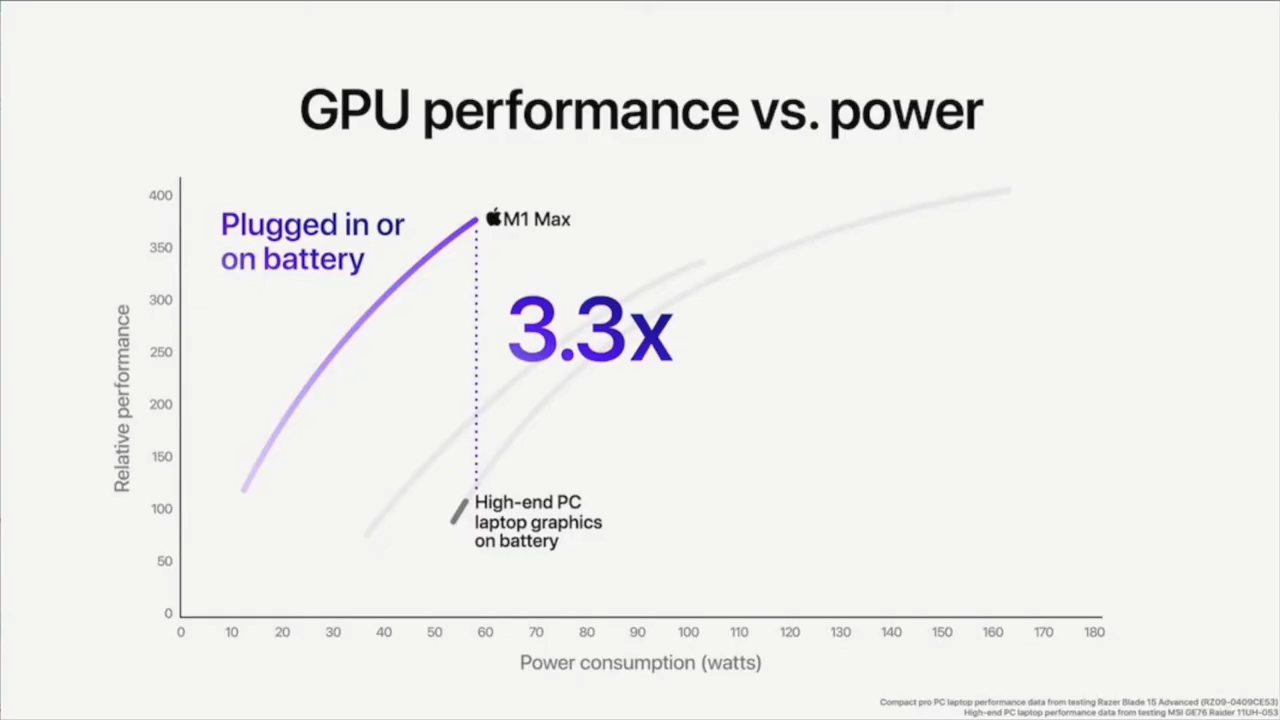 GPU performance vs. power
400
350
300
250
200
150
100
50
0
Relative performance
Plugged in or
on battery
M1 Max
3.3x
High-end PC
laptop graphics
on battery
0 10 20 30 40 50 60 70 80 90 100 110 120 130 140 150 160 170 180
Power consumption (watts)
Compact pro PC laptop performance data from testing Razer Blade 15 Advanced (RZ09-0409CE53)
High-end PC laptop performance data from testing MSI GE76 Raider 11UH-053